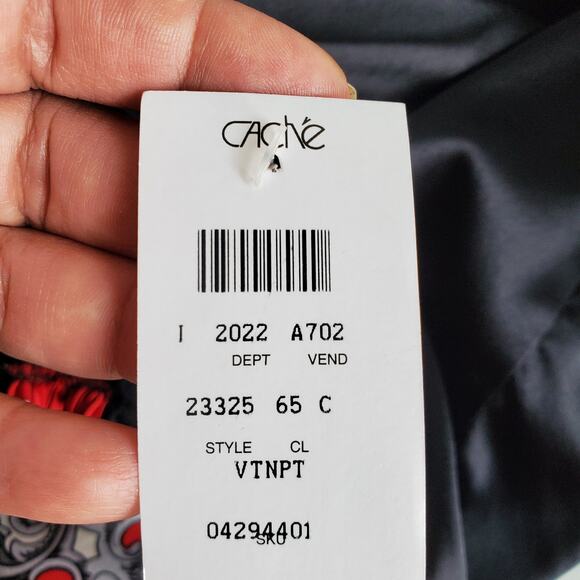 Caché
I 2022 A702
DEPT VEND
23325 65 C
STYLE CL
VTNPT
04294401
SKU